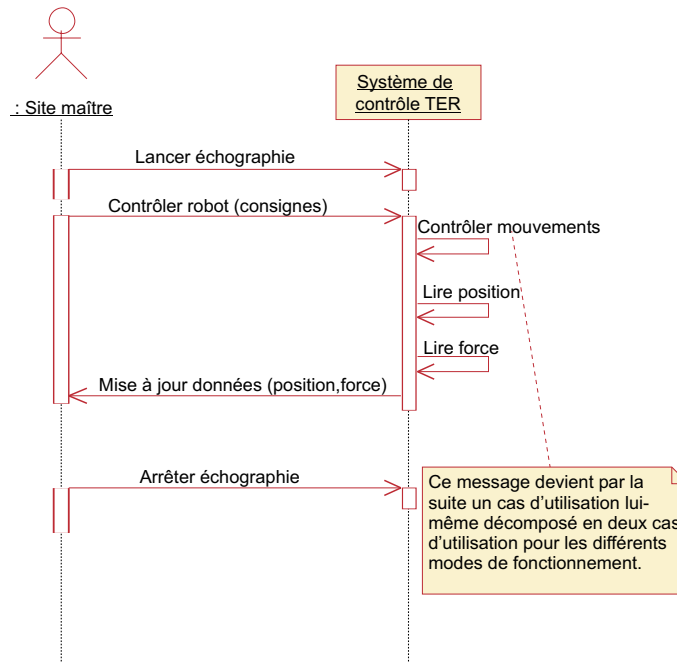 : Site maître
Système de
contrôle TER
Lancer échographie
Contrôler robot (consignes)
Contrôler mouvements
Lire position
Lire force
Mise à jour données (position,force)
Arrêter échographie
Ce message devient par la
suite un cas d'utilisation lui-
même décomposé en deux cas
d'utilisation pour les différents
modes de fonctionnement.